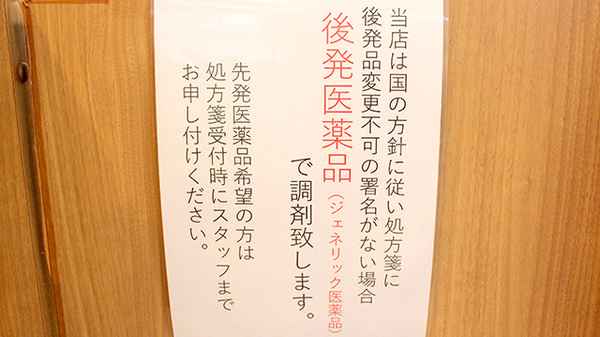 当店は国の方針に従い処方箋に
後発品変更不可の署名がない場合
後発医薬品(ジェネリック医薬品)
で調剤致します。
先発医薬品希望の方は
処方箋受付時にスタッフまで
お申し付けください。